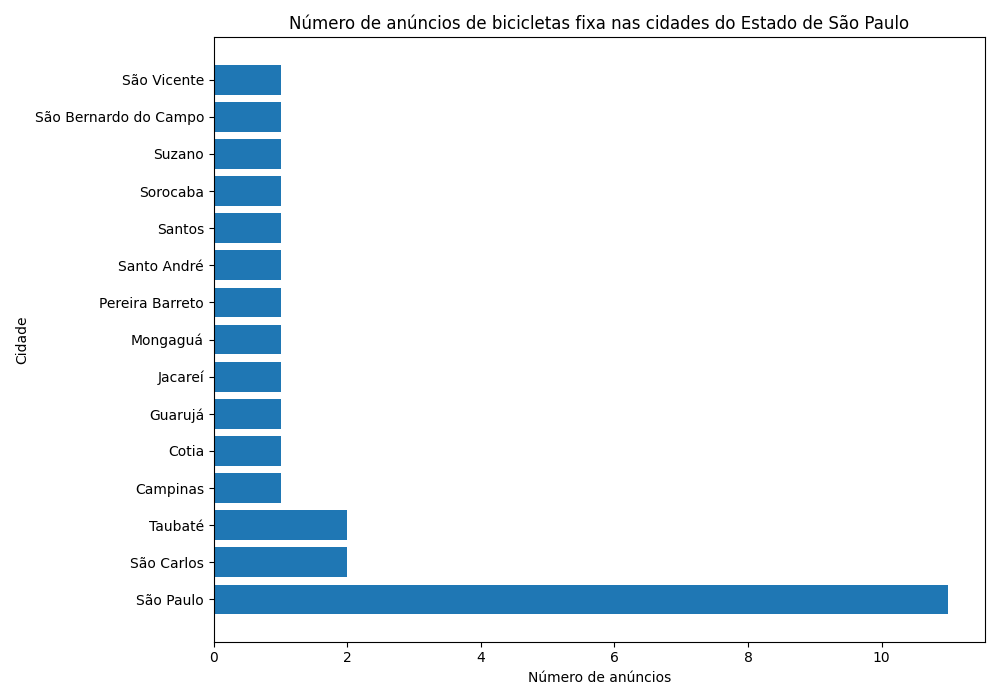 Número de anúncios de bicicletas fixa nas cidades do Estado de São Paulo
São Vicente
São Bernardo do Campo
Suzano
Sorocaba
Santos
Santo André
Pereira Barreto
Mongaguá
Jacareí
Guarujá
Cotia
Campinas
Taubaté
São Carlos
São Paulo
Cidade
0 2 4 6 8 10
Número de anúncios